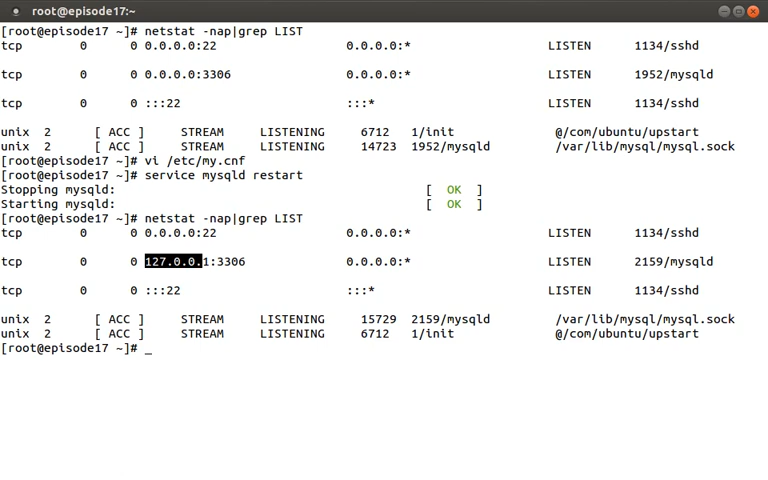 root@episode17:~
[root@episode17 ~]# netstat -nap|grep LIST
tcp 0 0 0.0.0.0:22 0.0.0.0:* LISTEN 1134/sshd
tcp 0 0 0.0.0.0:3306 0.0.0.0:* LISTEN 1952/mysqld
tcp 0 0 :::22 :::* LISTEN 1134/sshd
unix 2 [ ACC ] STREAM LISTENING 6712 1/init @/com/ubuntu/upstart
unix 2 [ ACC ] STREAM LISTENING 14723 1952/mysqld /var/lib/mysql/mysql.sock
[root@episode17 ~]# vi /etc/my.cnf
[root@episode17 ~]# service mysqld restart
Stopping mysqld: [ OK ]
Starting mysqld: [ OK ]
[root@episode17 ~]# netstat -nap|grep LIST
tcp 0 0 0.0.0.0:22 0.0.0.0:* LISTEN 1134/sshd
tcp 0 0 127.0.0.1:3306 0.0.0.0:* LISTEN 2159/mysqld
tcp 0 0 :::22 :::* LISTEN 1134/sshd
unix 2 [ ACC ] STREAM LISTENING 15729 2159/mysqld /var/lib/mysql/mysql.sock
unix 2 [ ACC ] STREAM LISTENING 6712 1/init @/com/ubuntu/upstart
[root@episode17 ~]# _